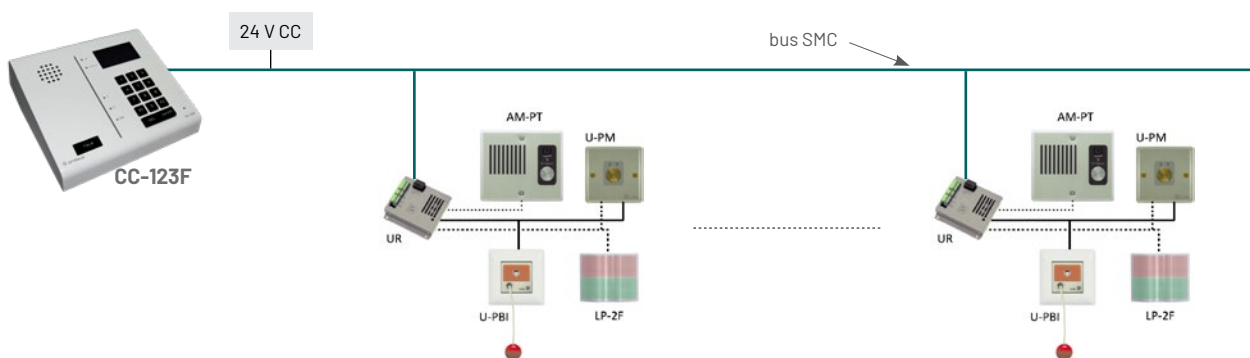 24 V CC
bus SMC
CC-123F
AM-PT
U-PM
UR
U-PBI
LP-2F
AM-PT
U-PM
UR
U-PBI
LP-2F